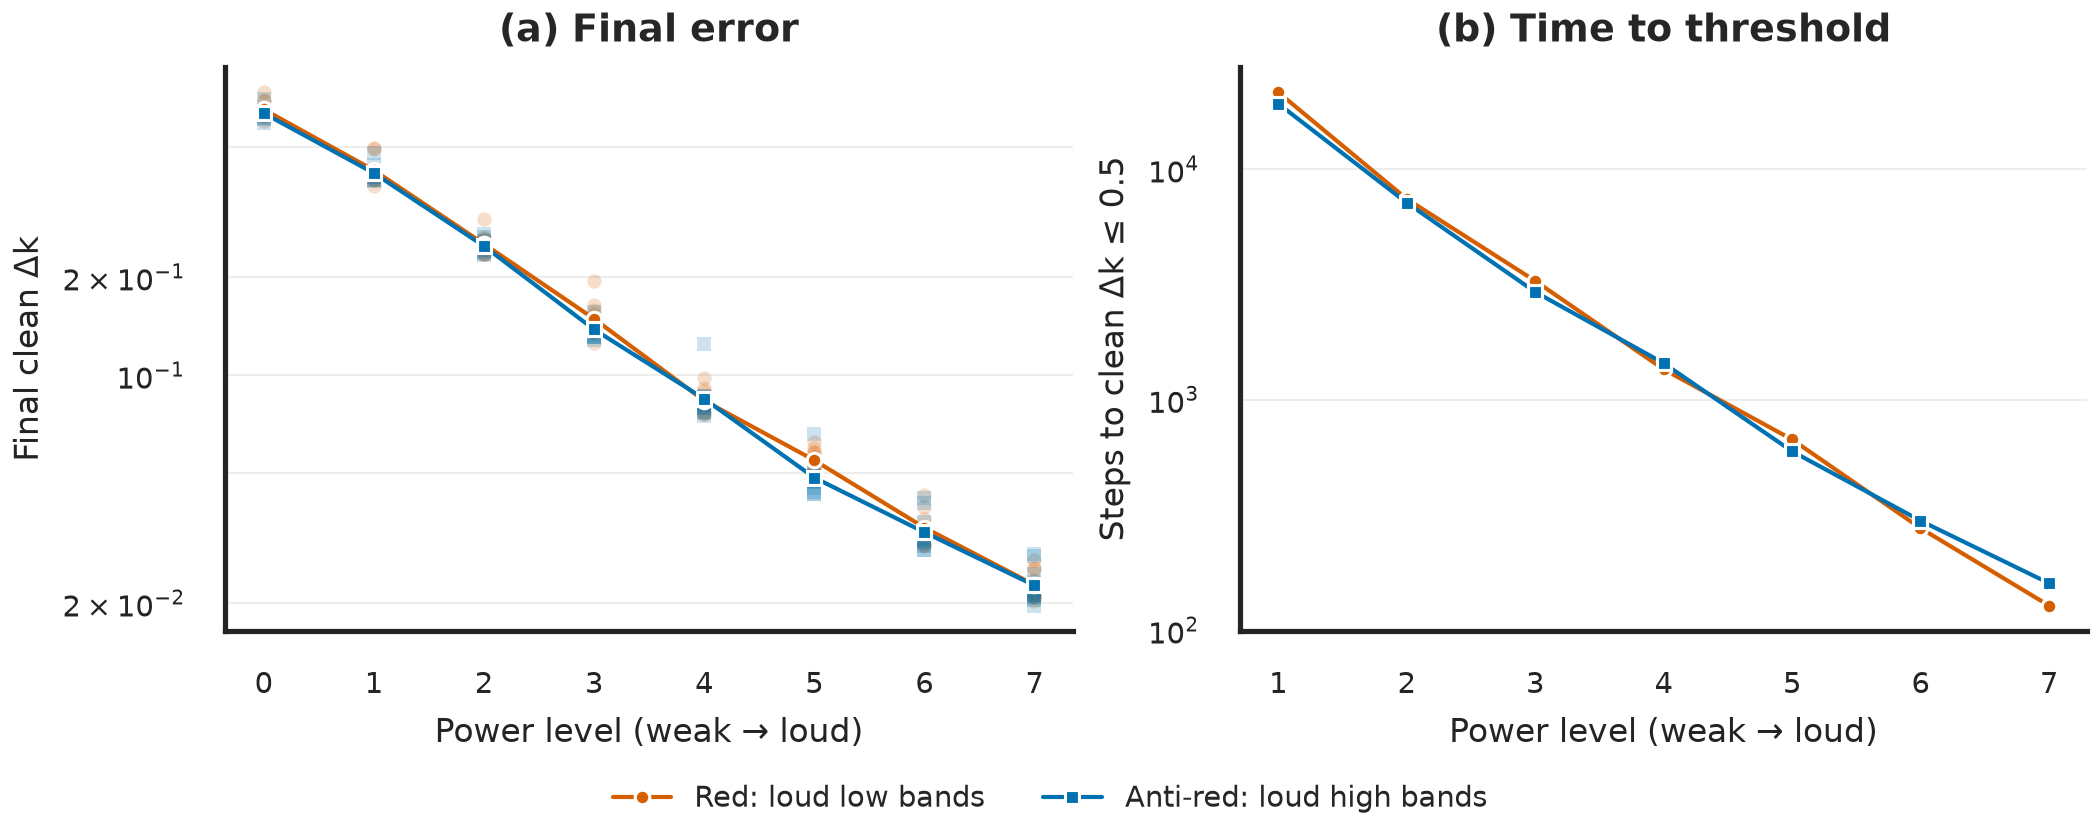 (a) Final error
Final clean Δk
2 × 10⁻¹
10⁻¹
2 × 10⁻²
0 1 2 3 4 5 6 7
Power level (weak → loud)
(b) Time to threshold
Steps to clean Δk ≤ 0.5
10⁴
10³
10²
1 2 3 4 5 6 7
Power level (weak → loud)
Red: loud low bands
Anti-red: loud high bands